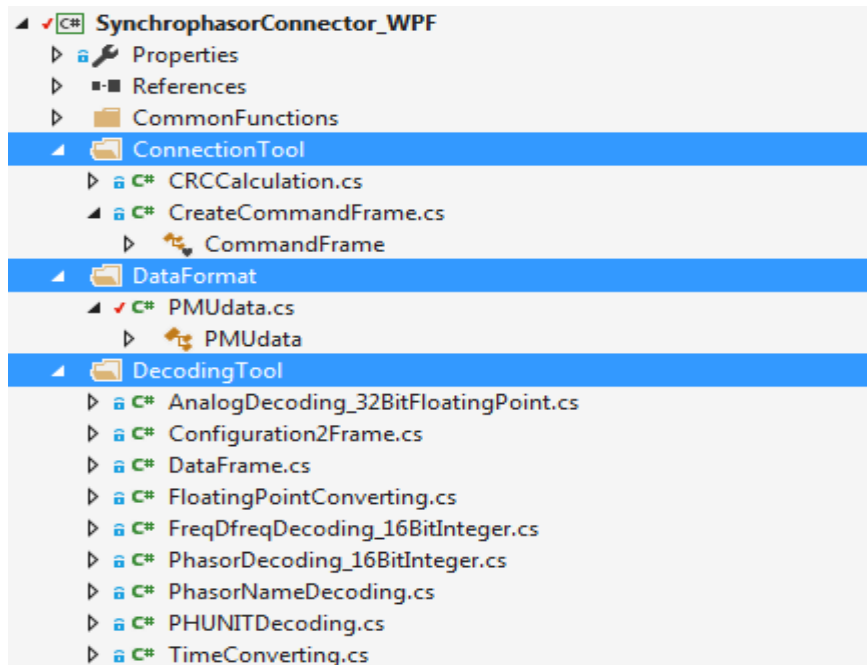 C# SynchrophasorConnector_WPF
Properties
References
CommonFunctions
ConnectionTool
C# CRCCalculation.cs
C# CreateCommandFrame.cs
CommandFrame
DataFormat
C# PMUdata.cs
PMUdata
DecodingTool
C# AnalogDecoding_32BitFloatingPoint.cs
C# Configuration2Frame.cs
C# DataFrame.cs
C# FloatingPointConverting.cs
C# FreqDfreqDecoding_16BitInteger.cs
C# PhasorDecoding_16BitInteger.cs
C# PhasorNameDecoding.cs
C# PHUNITDecoding.cs
C# TimeConverting.cs